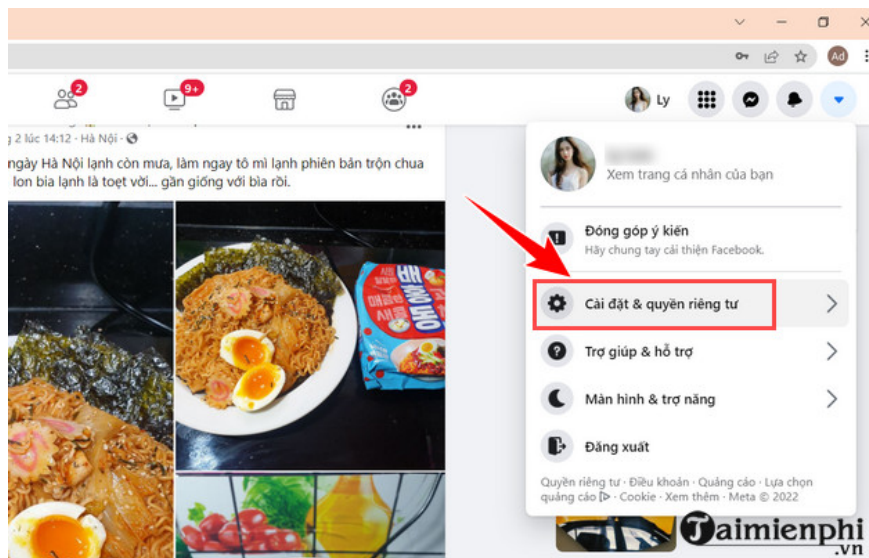 Ad
2
9+
2
Ly
g 2 lúc 14:12 · Hà Nội ·
ngày Hà Nội lạnh còn mưa, làm ngay tô mì lạnh phiên bản trộn chua
lon bia lạnh là toẹt vời... gần giống với bìa rồi.
Xem trang cá nhân của bạn
Đóng góp ý kiến
Hãy chung tay cải thiện Facebook.
Cài đặt & quyền riêng tư
Trợ giúp & hỗ trợ
Màn hình & trợ năng
Đăng xuất
Quyền riêng tư · Điều khoản · Quảng cáo · Lựa chọn
quảng cáo · Cookie · Xem thêm · Meta © 2022
Taimienphi
.vn